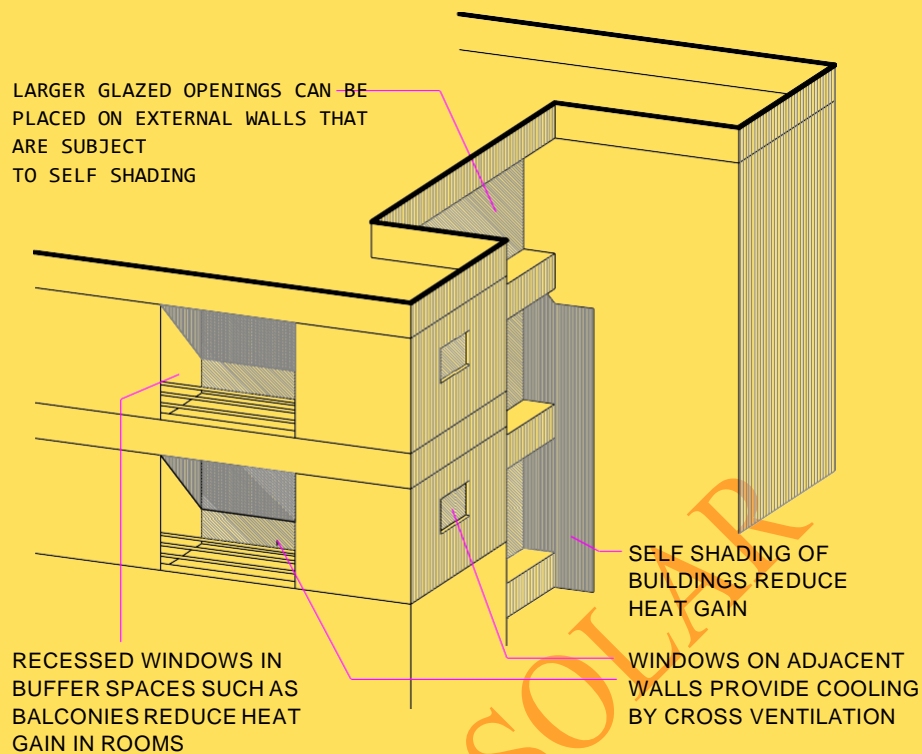 LARGER GLAZED OPENINGS CAN BE
PLACED ON EXTERNAL WALLS THAT
ARE SUBJECT
TO SELF SHADING
SELF SHADING OF
BUILDINGS REDUCE
HEAT GAIN
RECESSED WINDOWS IN
BUFFER SPACES SUCH AS
BALCONIES REDUCE HEAT
GAIN IN ROOMS
WINDOWS ON ADJACENT
WALLS PROVIDE COOLING
BY CROSS VENTILATION
SOLAR